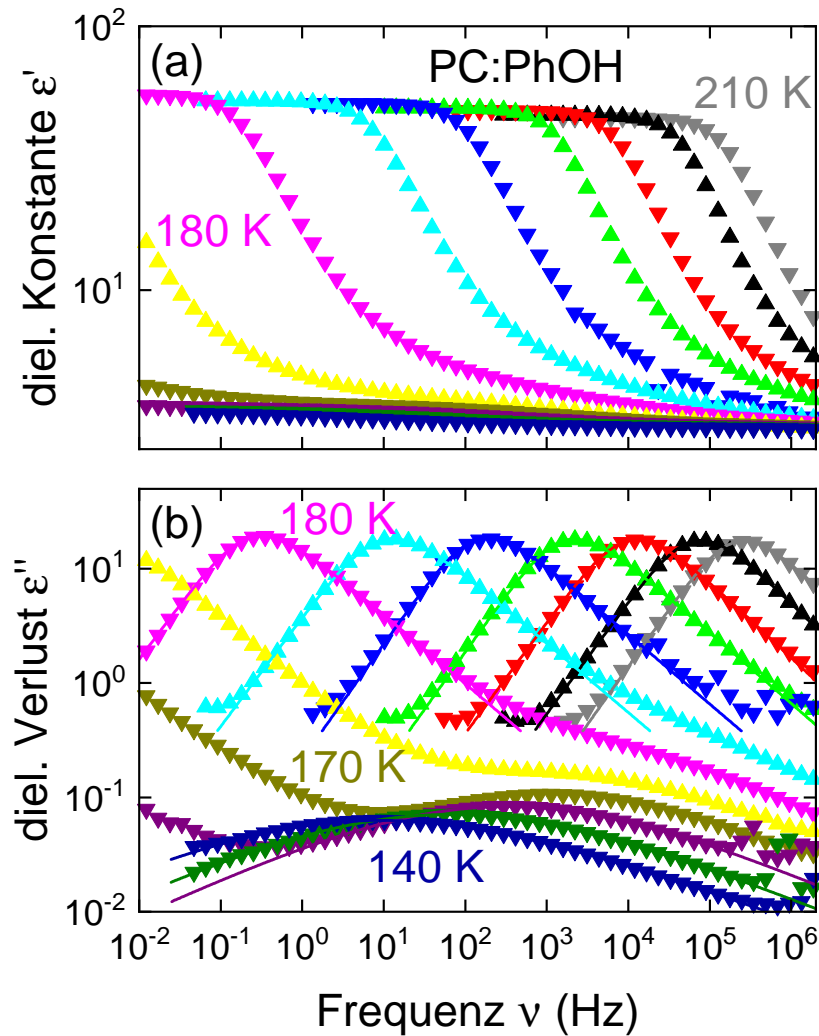 10²
(a)
PC:PhOH
210 K
180 K
10¹
diel. Konstante ε'
(b)
180 K
10¹
10⁰
170 K
10⁻¹
140 K
10⁻²
diel. Verlust ε''
10⁻² 10⁻¹ 10⁰ 10¹ 10² 10³ 10⁴ 10⁵ 10⁶
Frequenz ν (Hz)